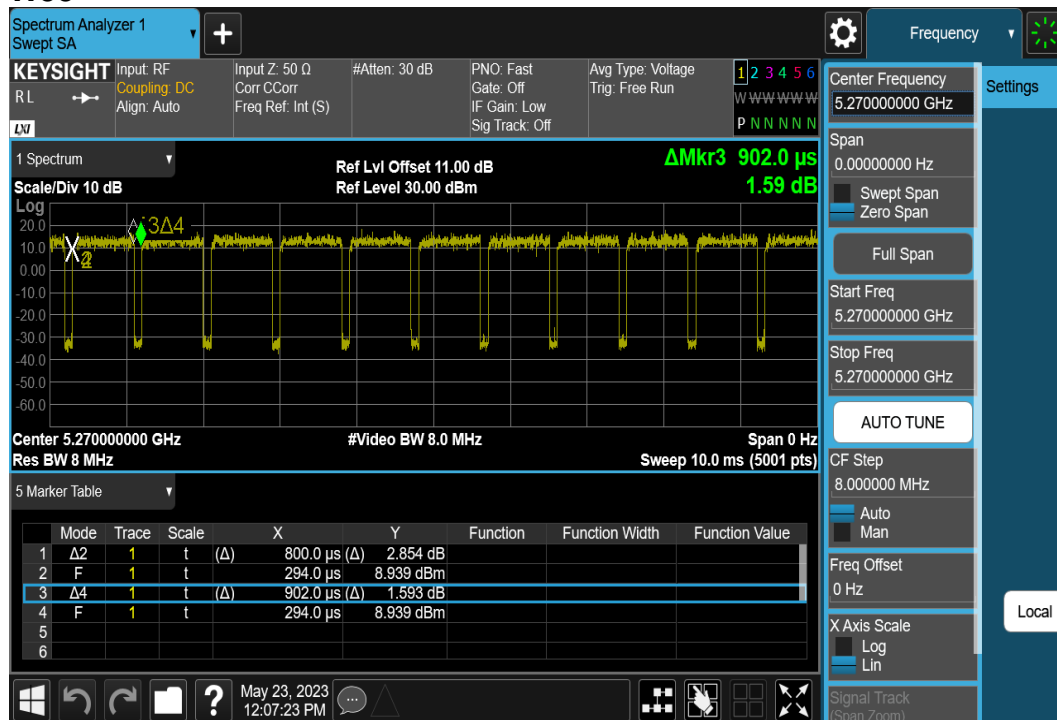 Spectrum Analyzer 1
Swept SA
+
Frequency
KEYSIGHT
RL
LXI
Input: RF
Coupling: DC
Align: Auto
Input Z: 50 Ω
Corr CCorr
Freq Ref: Int (S)
#Atten: 30 dB
PNO: Fast
Gate: Off
IF Gain: Low
Sig Track: Off
Avg Type: Voltage
Trig: Free Run
1 2 3 4 5 6
W W W W W W
P N N N N N
Center Frequency
5.270000000 GHz
Settings
1 Spectrum
Scale/Div 10 dB
Ref Lvl Offset 11.00 dB
Ref Level 30.00 dBm
ΔMkr3 902.0 µs
1.59 dB
Span
0.00000000 Hz
Swept Span
Zero Span
Full Span
Start Freq
5.270000000 GHz
Stop Freq
5.270000000 GHz
AUTO TUNE
CF Step
8.000000 MHz
Auto
Man
Freq Offset
0 Hz
X Axis Scale
Log
Lin
Signal Track
(Span Zoom)
Local
Log
20.0
10.0
0.00
-10.0
-20.0
-30.0
-40.0
-50.0
-60.0
3Δ4
X
Center 5.270000000 GHz
#Video BW 8.0 MHz
Span 0 Hz
Res BW 8 MHz
Sweep 10.0 ms (5001 pts)
5 Marker Table
Mode Trace Scale X Y Function Function Width Function Value
1 Δ2 1 t (Δ) 800.0 µs (Δ) 2.854 dB
2 F 1 t 294.0 µs 8.939 dBm
3 Δ4 1 t (Δ) 902.0 µs (Δ) 1.593 dB
4 F 1 t 294.0 µs 8.939 dBm
5
6
?
May 23, 2023
12:07:23 PM